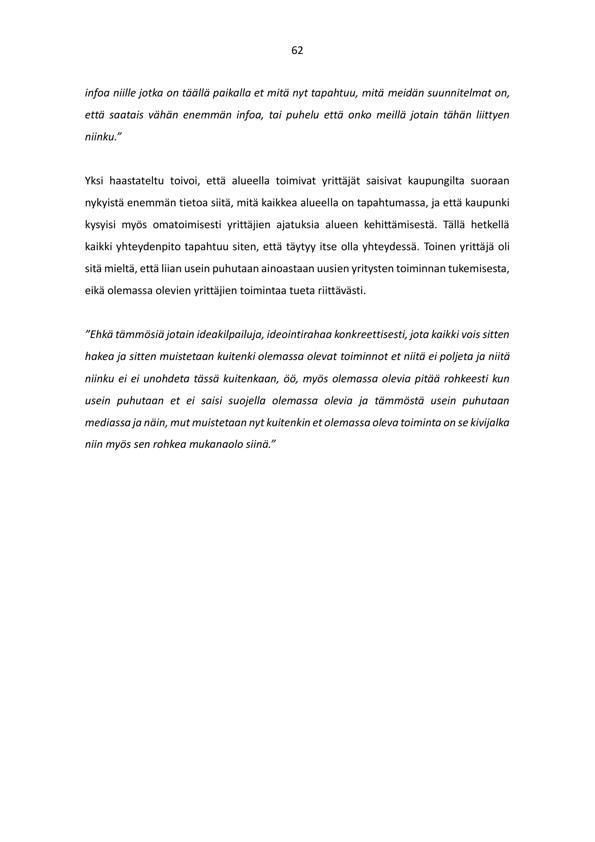 62
infoa niille jotka on täällä paikalla et mitä nyt tapahtuu, mitä meidän suunnitelmat on,
että saatais vähän enemmän infoa, tai puhelu että onko meillä jotain tähän liittyen
niinku.”
Yksi haastateltu toivoi, että alueella toimivat yrittäjät saisivat kaupungilta suoraan
nykyistä enemmän tietoa siitä, mitä kaikkea alueella on tapahtumassa, ja että kaupunki
kysyisi myös omatoimisesti yrittäjien ajatuksia alueen kehittämisestä. Tällä hetkellä
kaikki yhteydenpito tapahtuu siten, että täytyy itse olla yhteydessä. Toinen yrittäjä oli
sitä mieltä, että liian usein puhutaan ainoastaan uusien yritysten toiminnan tukemisesta,
eikä olemassa olevien yrittäjien toimintaa tueta riittävästi.
”Ehkä tämmösiä jotain ideakilpailuja, ideointirahaa konkreettisesti, jota kaikki vois sitten
hakea ja sitten muistetaan kuitenki olemassa olevat toiminnot et niitä ei poljeta ja niitä
niinku ei ei unohdeta tässä kuitenkaan, öö, myös olemassa olevia pitää rohkeesti kun
usein puhutaan et ei saisi suojella olemassa olevia ja tämmöstä usein puhutaan
mediassa ja näin, mut muistetaan nyt kuitenkin et olemassa oleva toiminta on se kivijalka
niin myös sen rohkea mukanaolo siinä.”